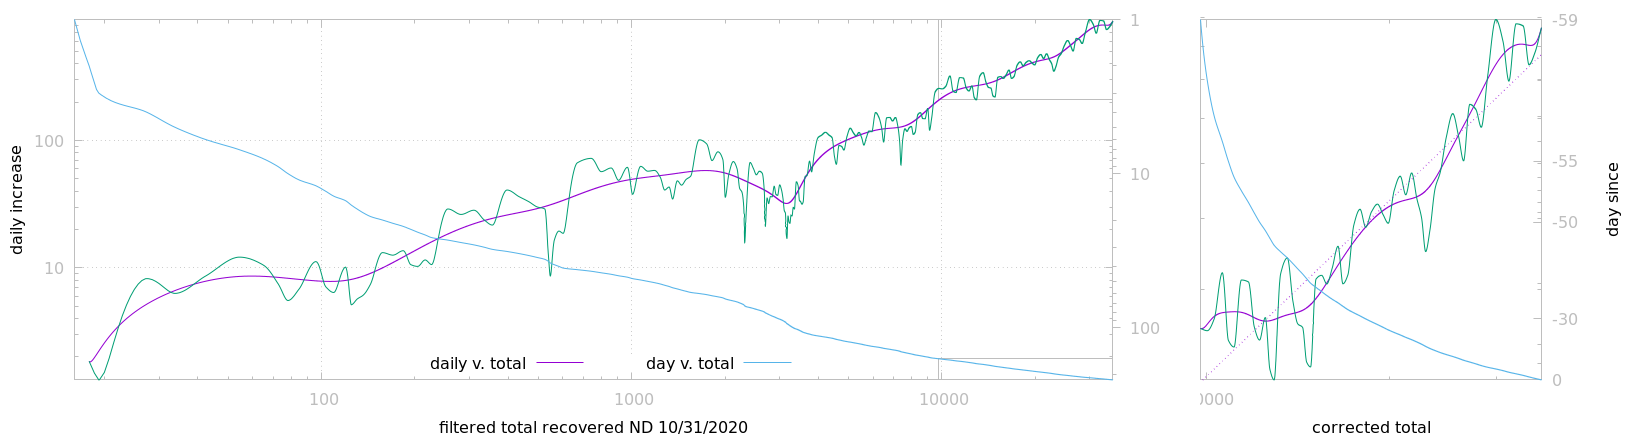 daily increase
100
10
daily v. total
day v. total
100
1000
10000
filtered total recovered ND 10/31/2020
1
10
100
0000
corrected total
-59
-55
-50
-30
0
day since